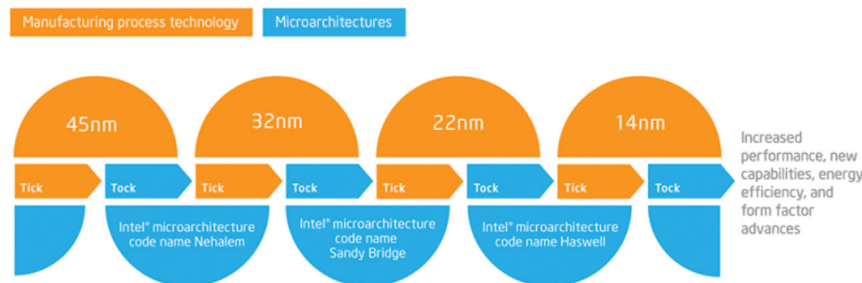 Manufacturing process technology
Microarchitectures
45nm
32nm
22nm
14nm
Tick
Tock
Tick
Tock
Tick
Tock
Tick
Tock
Intel® microarchitecture
code name Nehalem
Intel® microarchitecture
code name
Sandy Bridge
Intel® microarchitecture
code name Haswell
Increased
performance, new
capabilities, energy
efficiency, and
form factor
advances